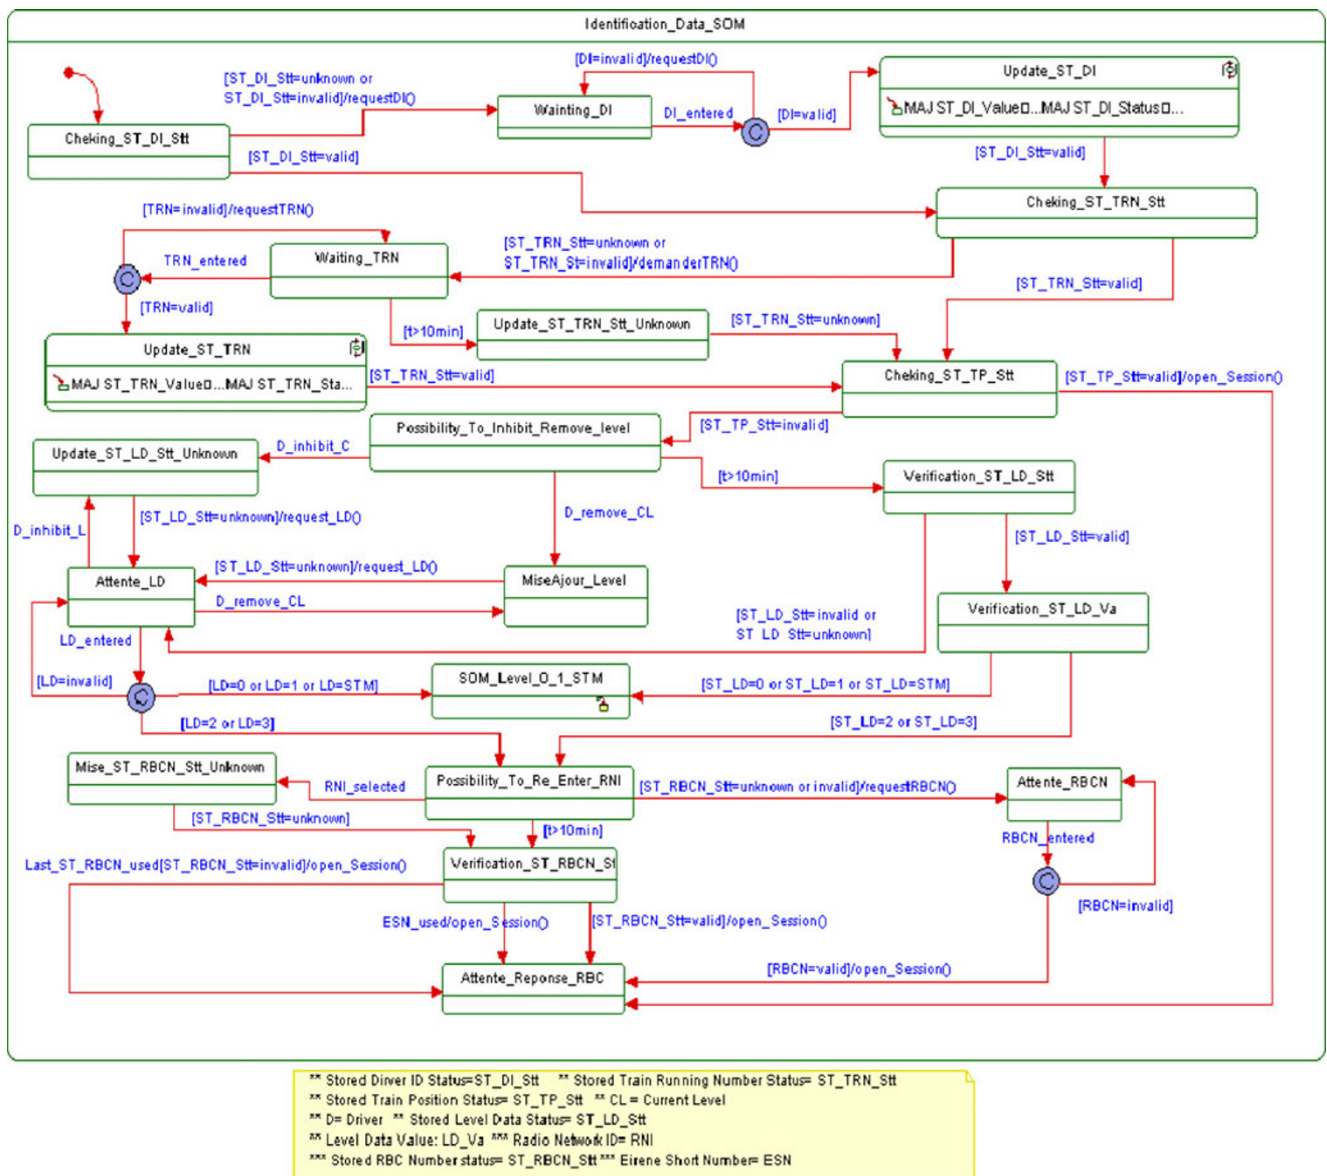 Identification_Data_SOM
[DI=invalid]/requestDI()
[ST_DI_Stt=unknown or
ST_DI_Stt=invalid]/requestDI()
Wainting_DI
DI_entered
C
[DI=valid]
Update_ST_DI
MAJ ST_DI_Value▯...MAJ ST_DI_Status▯...
Cheking_ST_DI_Stt
[ST_DI_Stt=valid]
[ST_DI_Stt=valid]
Cheking_ST_TRN_Stt
[TRN=invalid]/requestTRN()
TRN_entered
C
Waiting_TRN
[ST_TRN_Stt=unknown or
ST_TRN_St=invalid]/demanderTRN()
[ST_TRN_Stt=valid]
[TRN=valid]
[t>10min]
Update_ST_TRN_Stt_Unknown
[ST_TRN_Stt=unknown]
Update_ST_TRN
MAJ ST_TRN_Value▯...MAJ ST_TRN_Sta...
[ST_TRN_Stt=valid]
Cheking_ST_TP_Stt
[ST_TP_Stt=valid]/open_Session()
Possibility_To_Inhibit_Remove_level
[ST_TP_Stt=invalid]
D_inhibit_C
Update_ST_LD_Stt_Unknown
[t>10min]
Verification_ST_LD_Stt
D_inhibit_L
[ST_LD_Stt=unknown]/request_LD()
D_remove_CL
[ST_LD_Stt=valid]
Attente_LD
[ST_LD_Stt=unknown]/request_LD()
MiseAjour_Level
D_remove_CL
[ST_LD_Stt=invalid or
ST_LD_Stt=unknown]
Verification_ST_LD_Va
LD_entered
[LD=invalid]
C
[LD=0 or LD=1 or LD=STM]
SOM_Level_0_1_STM
[ST_LD=0 or ST_LD=1 or ST_LD=STM]
[LD=2 or LD=3]
[ST_LD=2 or ST_LD=3]
Mise_ST_RBCN_Stt_Unknown
RNI_selected
Possibility_To_Re_Enter_RNI
[ST_RBCN_Stt=unknown or invalid]/requestRBCN()
Attente_RBCN
[ST_RBCN_Stt=unknown]
[t>10min]
RBCN_entered
Last_ST_RBCN_used[ST_RBCN_Stt=invalid]/open_Session()
Verification_ST_RBCN_St
C
[RBCN=invalid]
ESN_used/open_Session()
[ST_RBCN_Stt=valid]/open_Session()
Attente_Reponse_RBC
[RBCN=valid]/open_Session()
** Stored Dirver ID Status=ST_DI_Stt ** Stored Train Running Number Status= ST_TRN_Stt
** Stored Train Position Status= ST_TP_Stt ** CL = Current Level
** D= Driver ** Stored Level Data Status= ST_LD_Stt
** Level Data Value: LD_Va *** Radio Network ID= RNI
*** Stored RBC Number status= ST_RBCN_Stt *** Eirene Short Number= ESN